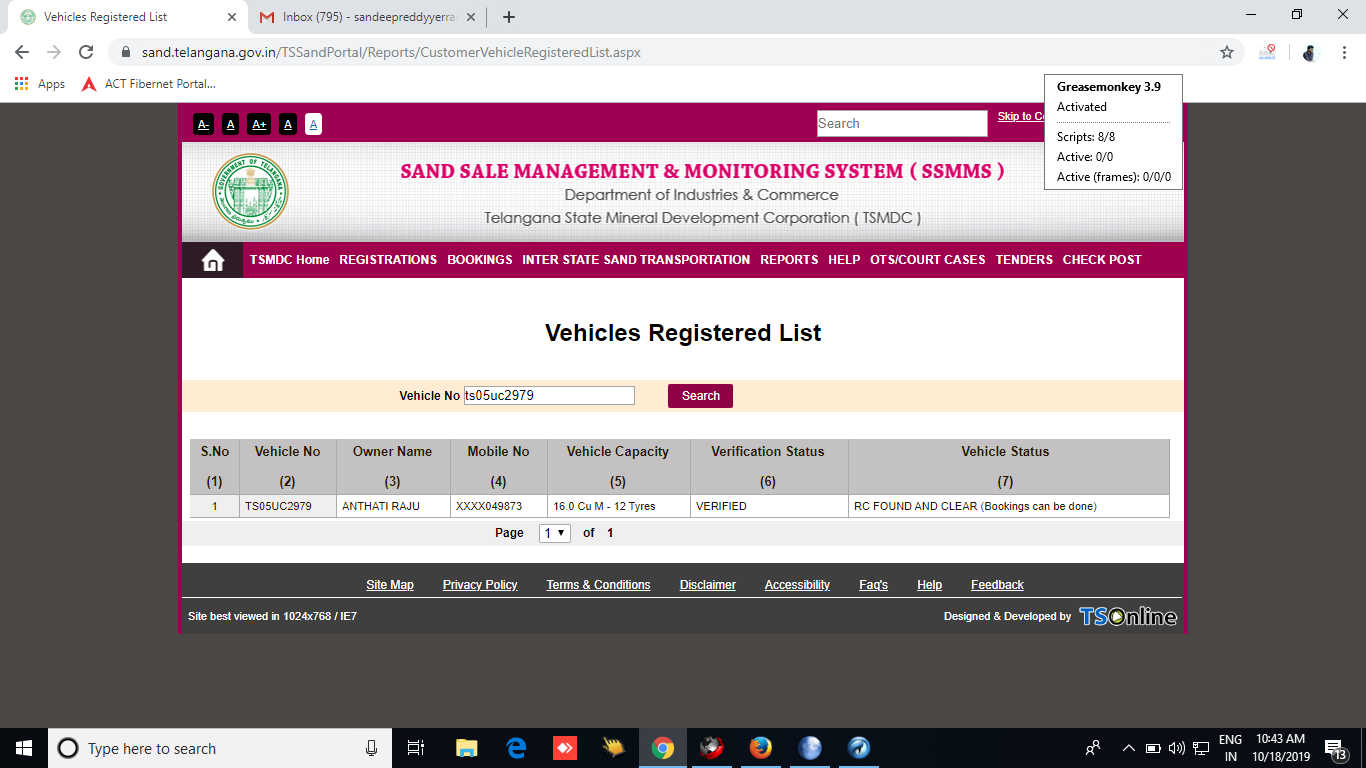 Vehicles Registered List
Inbox (795) - sandeepreddyyerra
sand.telangana.gov.in/TSSandPortal/Reports/CustomerVehicleRegisteredList.aspx
Apps
ACT Fibernet Portal...
Greasemonkey 3.9
Activated
Scripts: 8/8
Active: 0/0
Active (frames): 0/0/0
A- A A+ A A
Search
Skip to Co
SAND SALE MANAGEMENT & MONITORING SYSTEM ( SSMMS )
Department of Industries & Commerce
Telangana State Mineral Development Corporation ( TSMDC )
GOVERNMENT OF TELANGANA
TSMDC Home REGISTRATIONS BOOKINGS INTER STATE SAND TRANSPORTATION REPORTS HELP OTS/COURT CASES TENDERS CHECK POST
Vehicles Registered List
Vehicle No ts05uc2979 Search
S.No Vehicle No Owner Name Mobile No Vehicle Capacity Verification Status Vehicle Status
(1) (2) (3) (4) (5) (6) (7)
1 TS05UC2979 ANTHATI RAJU XXXX049873 16.0 Cu M - 12 Tyres VERIFIED RC FOUND AND CLEAR (Bookings can be done)
Page 1 of 1
Site Map Privacy Policy Terms & Conditions Disclaimer Accessibility Faq's Help Feedback
Site best viewed in 1024x768 / IE7
Designed & Developed by TSOnline
Type here to search
ENG
IN
10:43 AM
10/18/2019
13